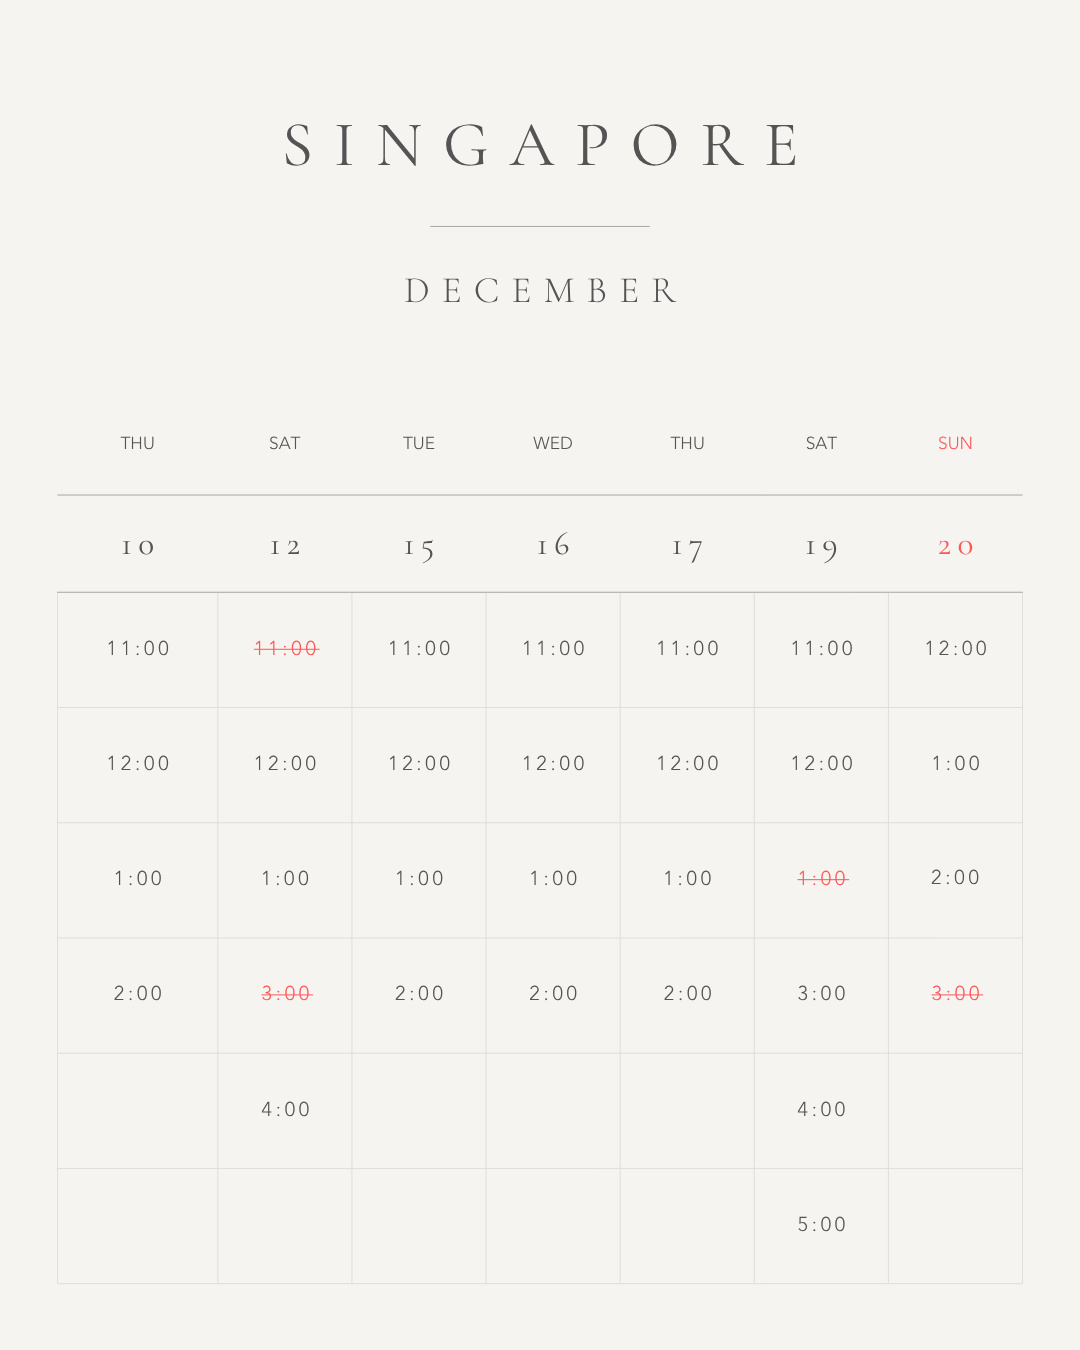 SINGAPORE
DECEMBER
THU SAT TUE WED THU SAT SUN
10 12 15 16 17 19 20
11:00 11:00 11:00 11:00 11:00 11:00 12:00
12:00 12:00 12:00 12:00 12:00 12:00 1:00
1:00 1:00 1:00 1:00 1:00 1:00 2:00
2:00 3:00 2:00 2:00 2:00 3:00 3:00
4:00 4:00
5:00